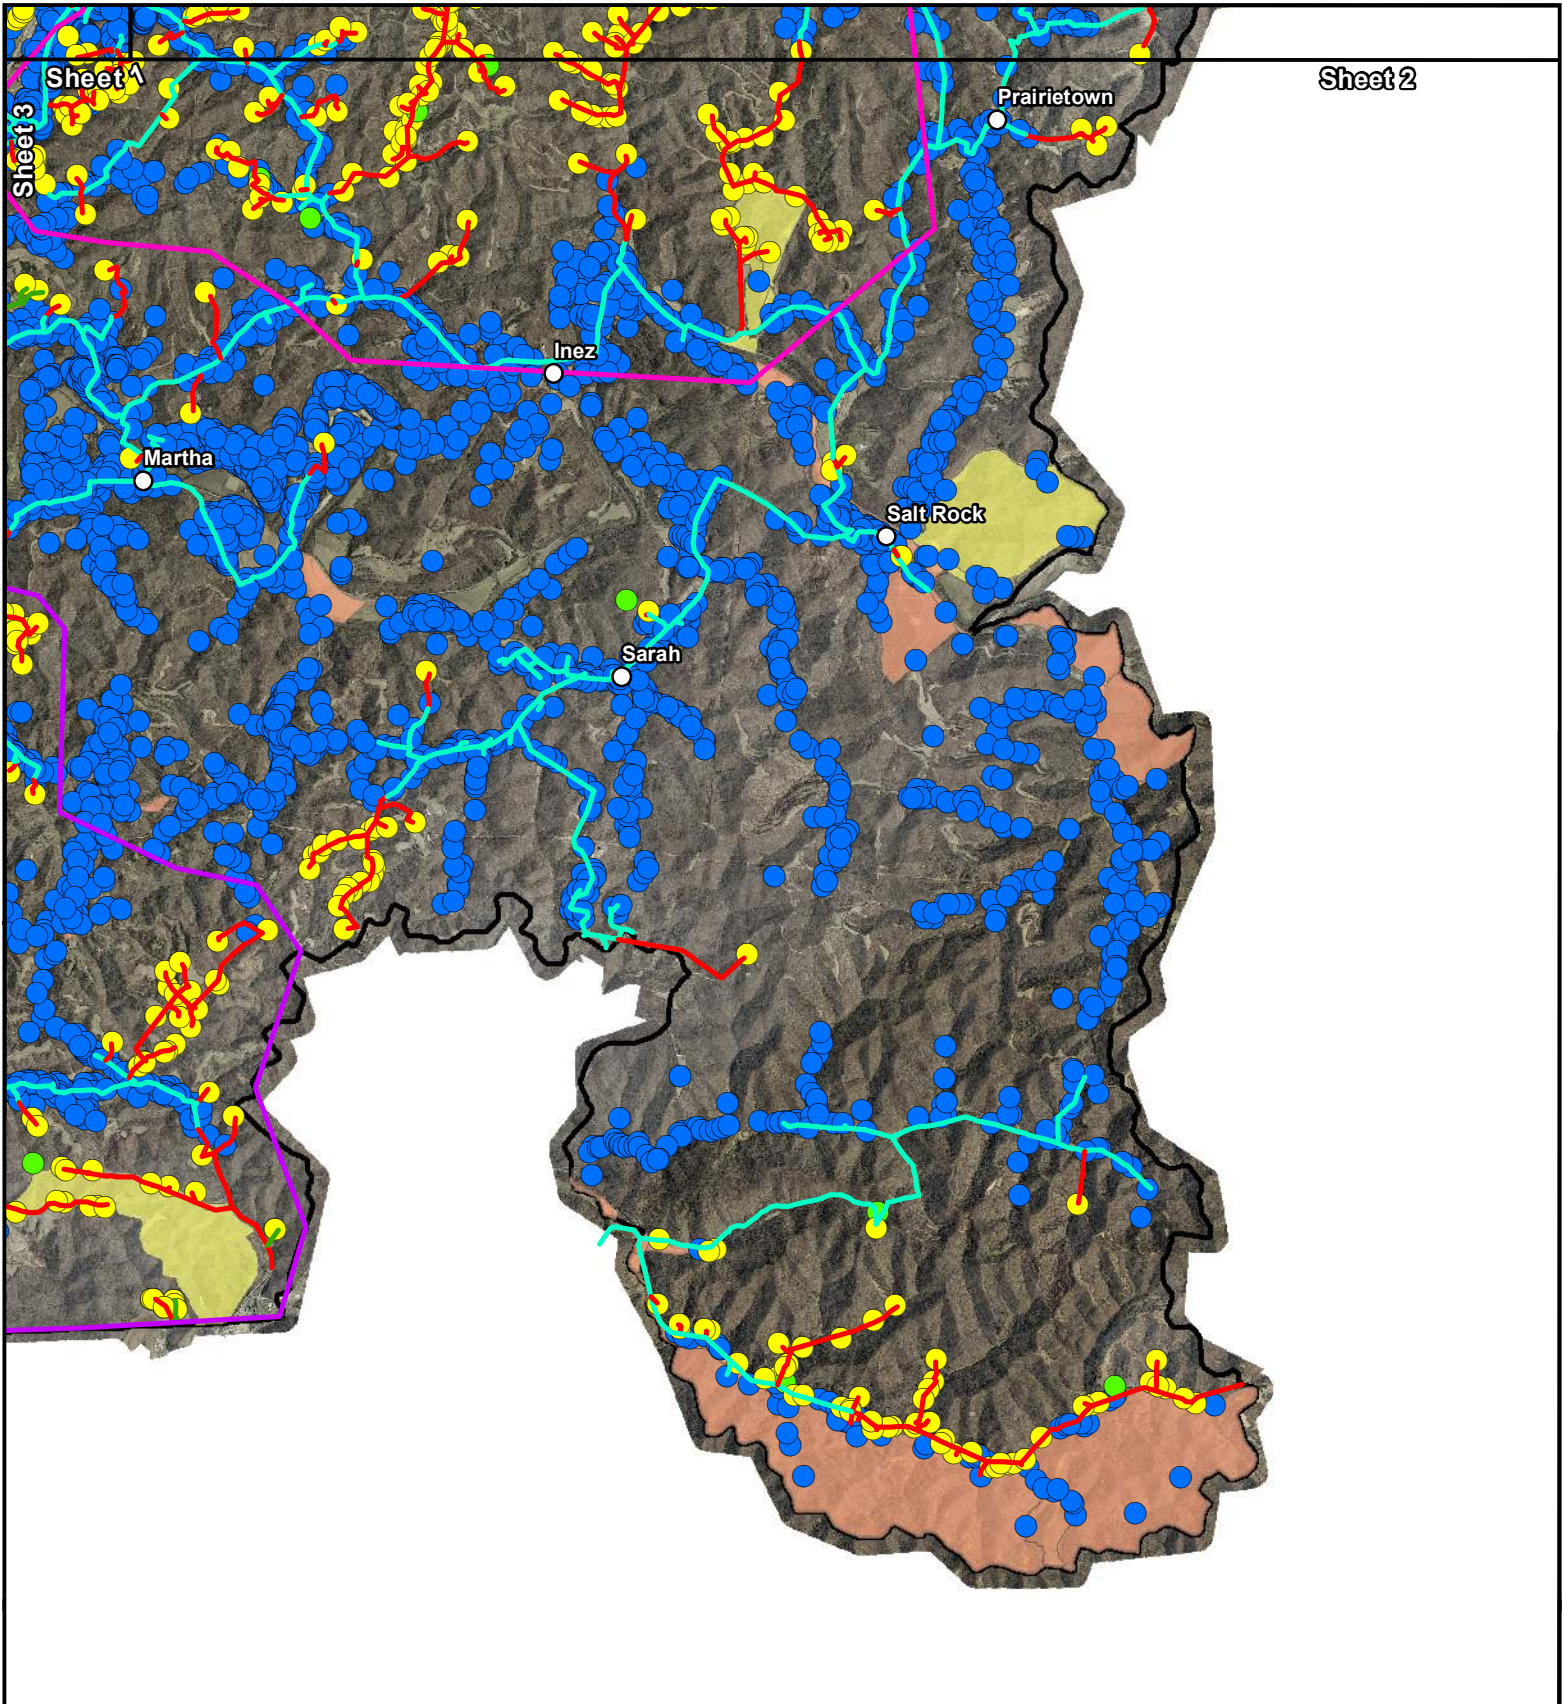 Sheet 1
Sheet 2
Sheet 3
Prairietown
Inez
Martha
Salt Rock
Sarah